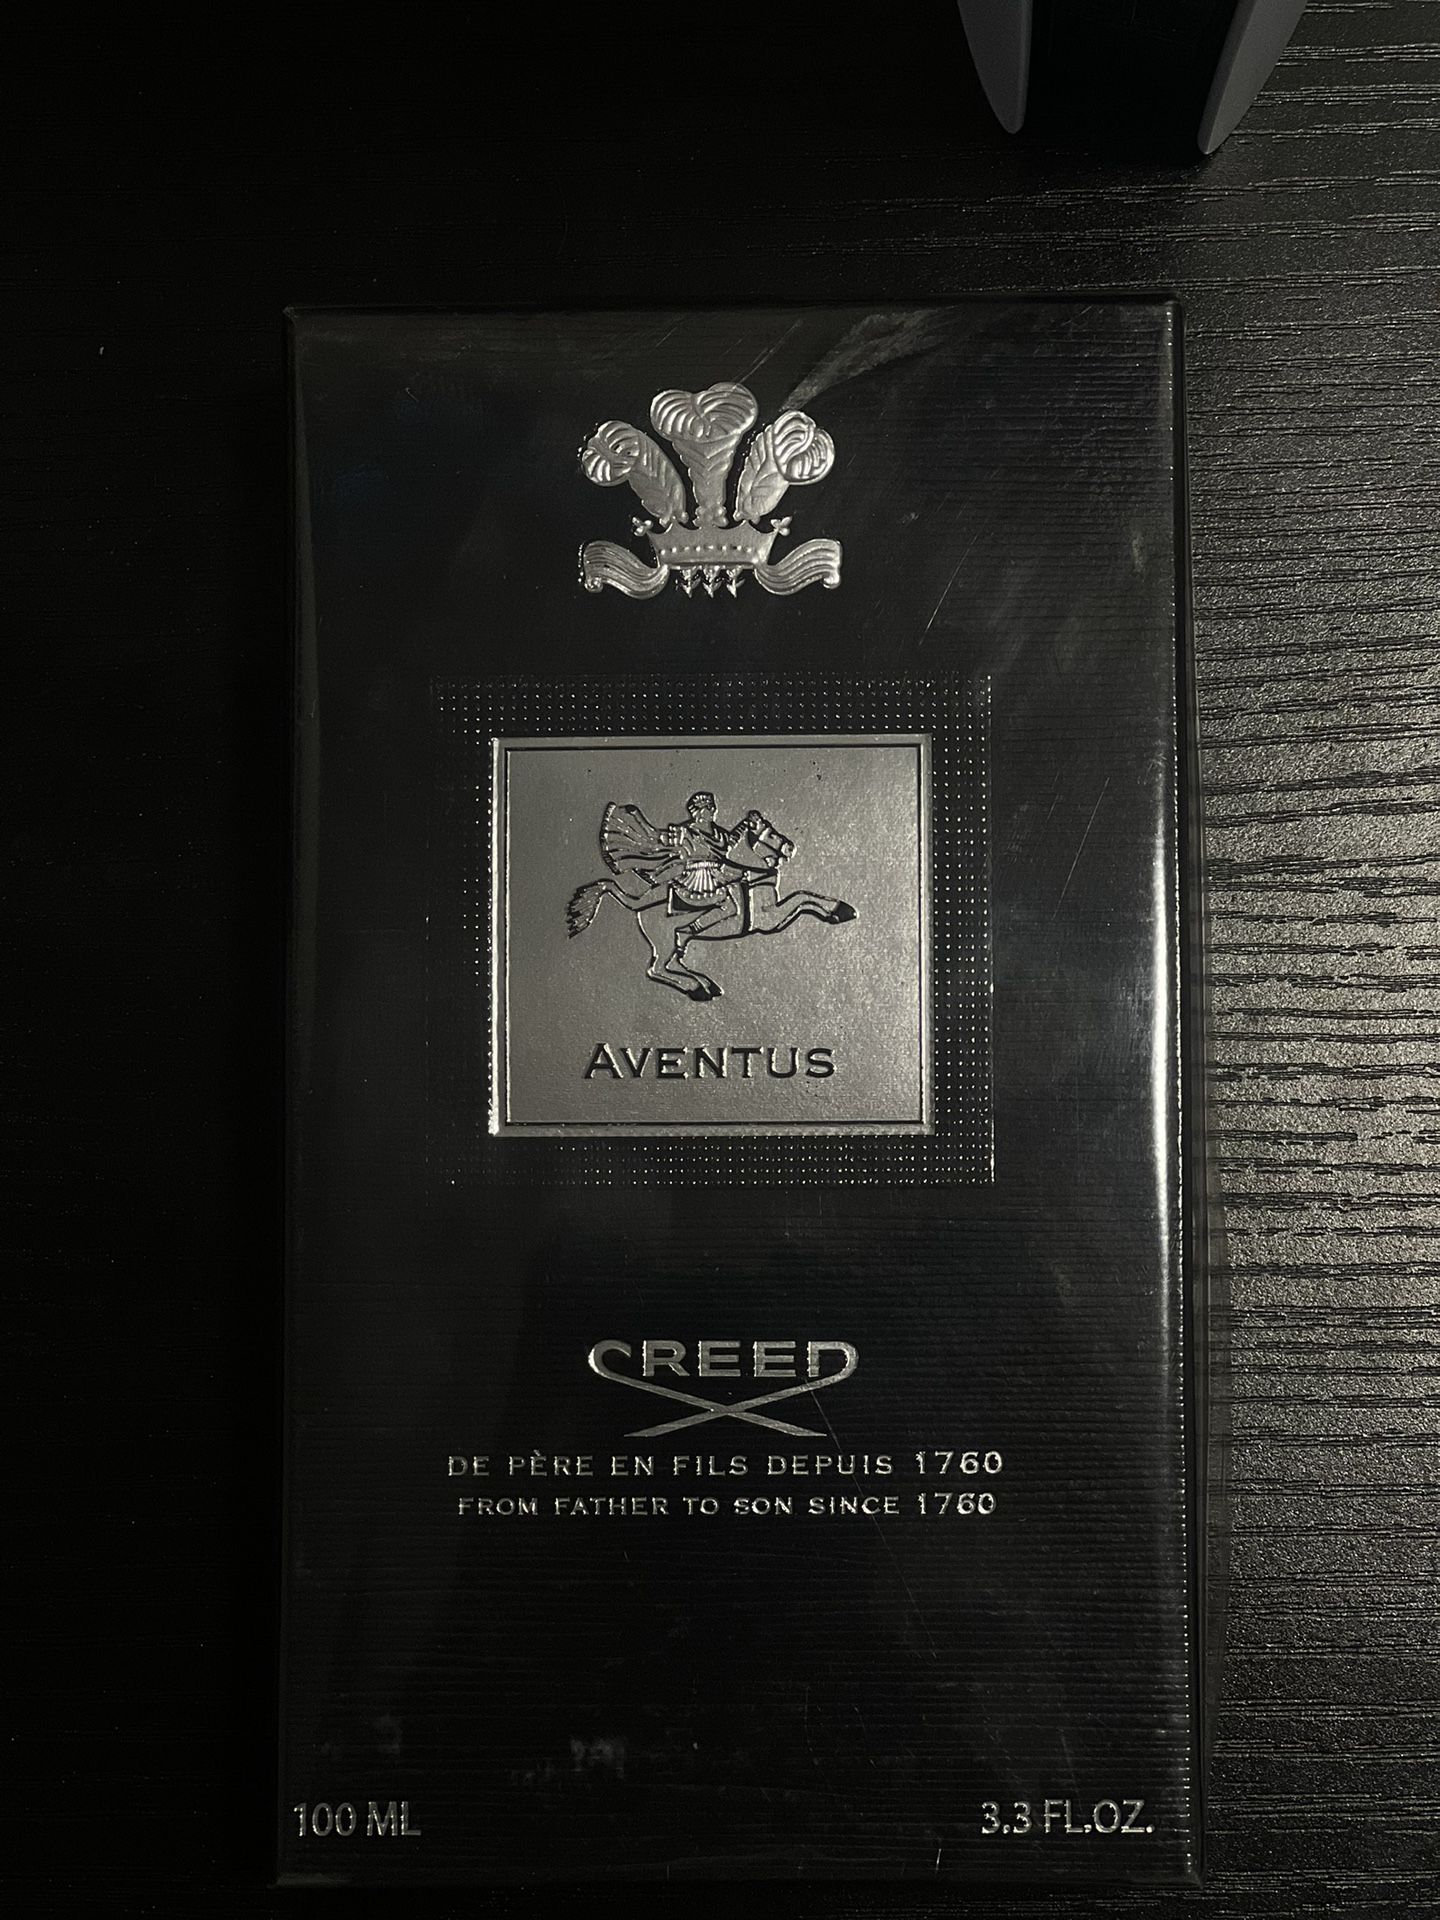 AVENTUS
CREED
DE PÈRE EN FILS DEPUIS 1760
FROM FATHER TO SON SINCE 1760
100 ML
3.3 FL.OZ.